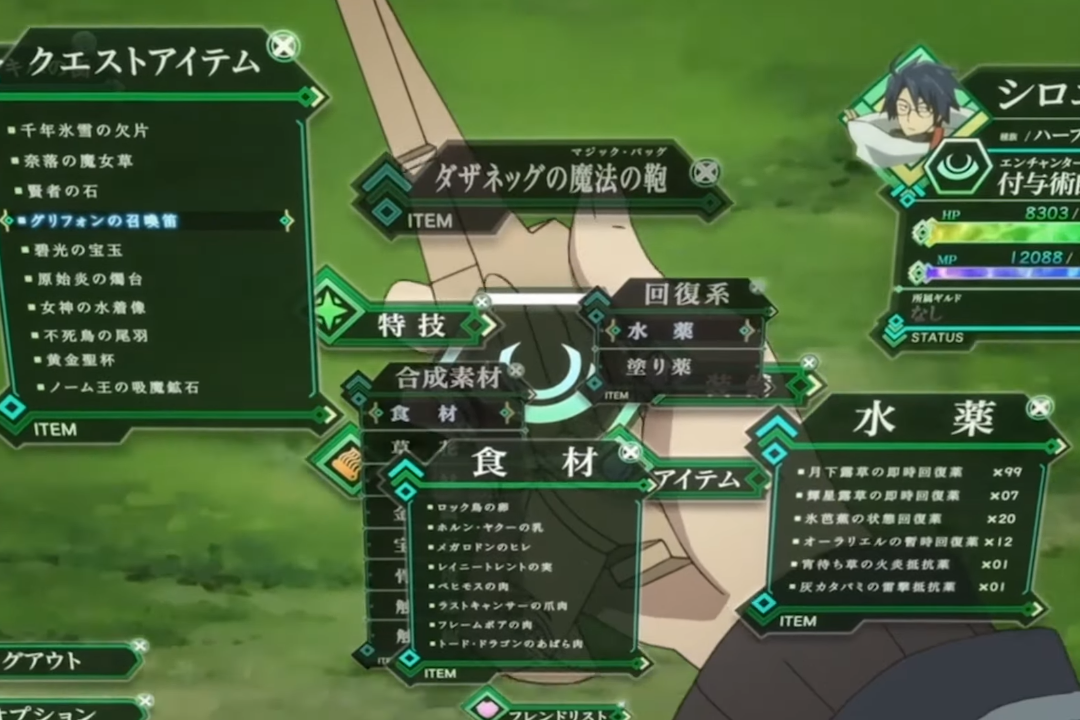 クエストアイテム
千年氷雪の欠片
奈落の魔女草
賢者の石
グリフォンの召喚笛
碧光の宝玉
原始炎の燭台
女神の水着像
不死鳥の尾羽
黄金聖杯
ノーム王の吸魔鉱石
ITEM
マジック・バッグ
ダザネッグの魔法の鞄
ITEM
シロエ
種族 / ハーフ
エンチャンター
付与術師
HP 8303/
MP 12088/
所属ギルド
なし
STATUS
特技
回復系
水薬
塗り薬
ITEM
合成素材
食材
草
食材
ロック鳥の卵
ホルン・ヤクーの乳
メガロドンのヒレ
レイニートレントの実
ベヒモスの肉
ラストキャンサーの爪肉
フレームボアの肉
トード・ドラゴンのあばら肉
ITEM
アイテム
水薬
月下露草の即時回復薬 ×99
輝星露草の即時回復薬 ×07
氷芭蕉の状態回復薬 ×20
オーラリエルの暫時回復薬 ×12
宵待ち草の火炎抵抗薬 ×01
灰カタバミの雷撃抵抗薬 ×01
ITEM
グアウト
オプション
フレンドリスト